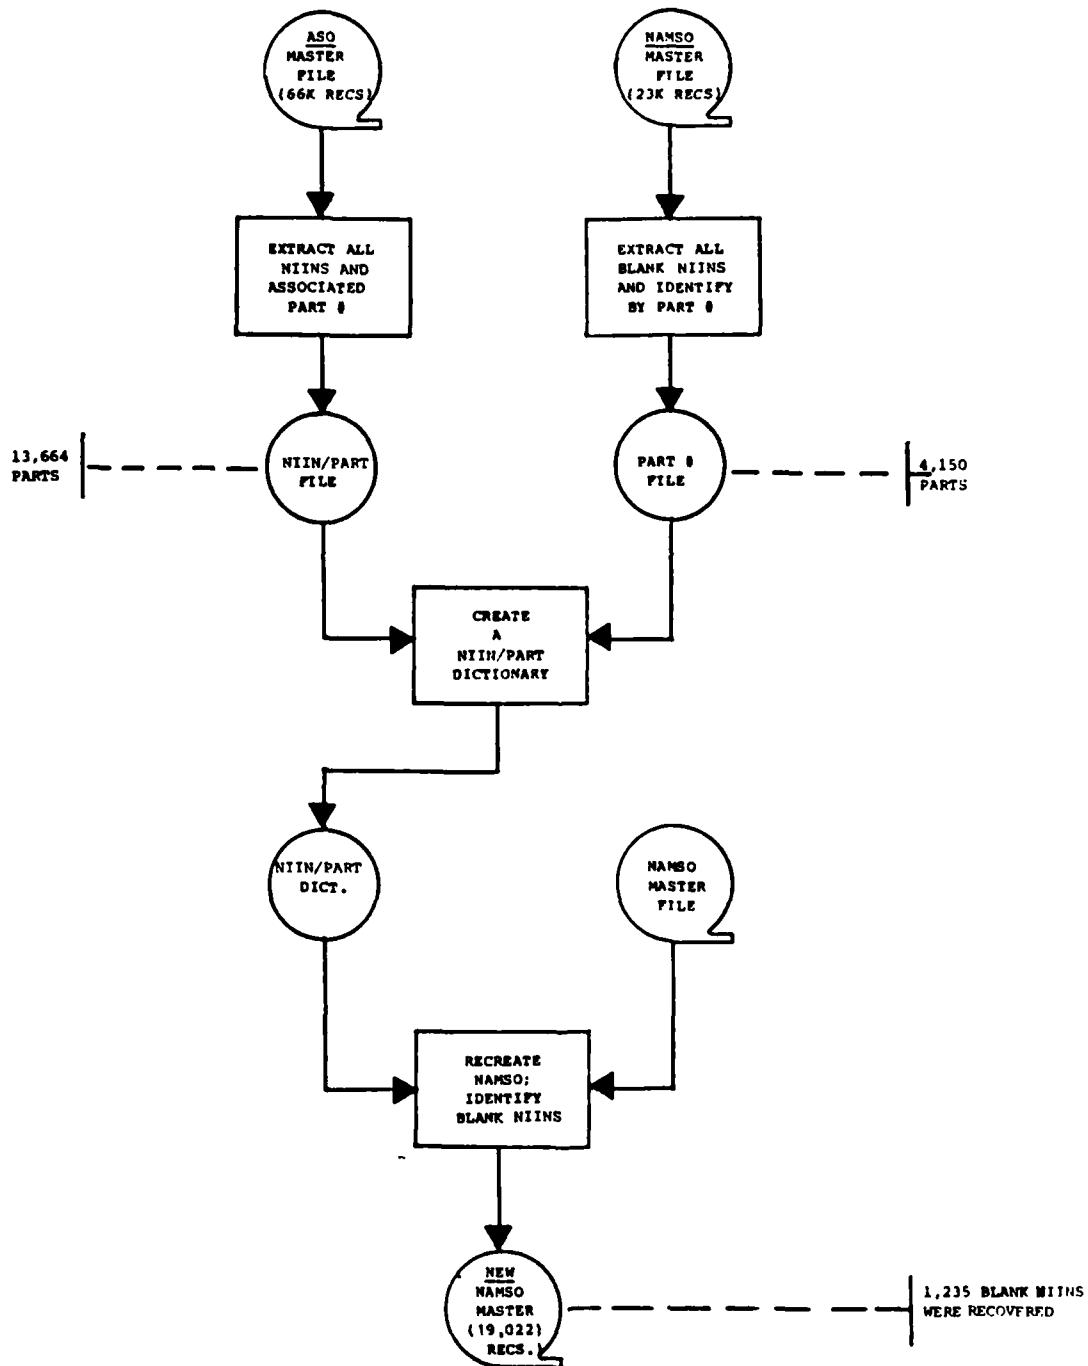 ASO
MASTER
FILE
(66K RECS)
NAMSO
MASTER
FILE
(23K RECS)
EXTRACT ALL
NIINS AND
ASSOCIATED
PART #
EXTRACT ALL
BLANK NIINS
AND IDENTIFY
BY PART #
13,664
PARTS
NIIN/PART
FILE
PART #
FILE
4,150
PARTS
CREATE
A
NIIN/PART
DICTIONARY
NIIN/PART
DICT.
NAMSO
MASTER
FILE
RECREATE
NAMSO;
IDENTIFY
BLANK NIINS
NEW
NAMSO
MASTER
(19,022)
RECS.)
1,235 BLANK NIINS
WERE RECOVERED